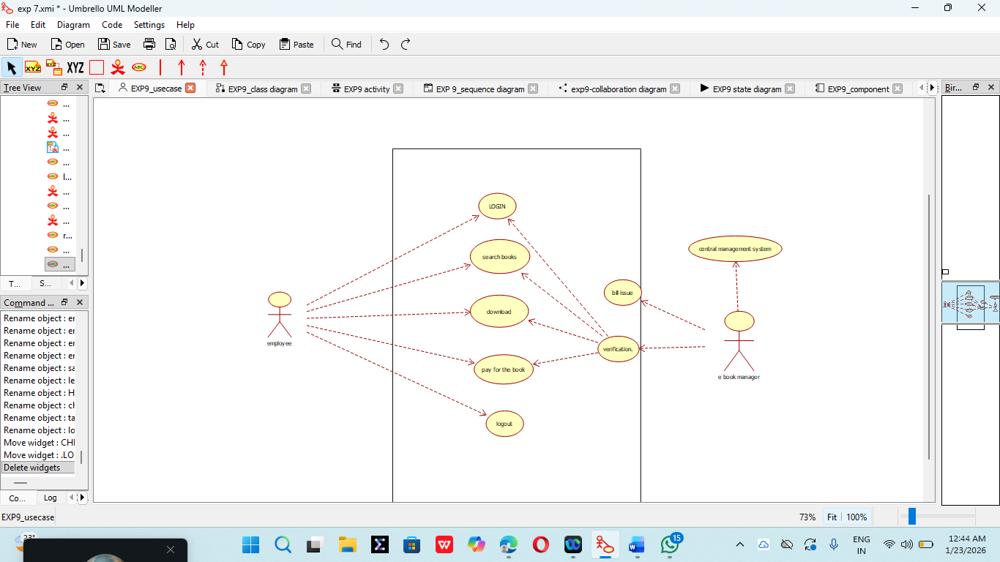 exp 7.xmi * - Umbrello UML Modeller
File Edit Diagram Code Settings Help
New Open Save Cut Copy Paste Find
XYZ XYZ XYZ ABC
Tree View
EXP9_usecase EXP9_class diagram EXP9 activity EXP 9_sequence diagram exp9-collaboration diagram EXP9 state diagram EXP9_component
Bir...
...
...
...
...
...
l...
...
...
...
r...
...
...
T... S...
Command ...
Rename object : er
Rename object : er
Rename object : er
Rename object : er
Rename object : sa
Rename object : le
Rename object : H
Rename object : cl
Rename object : ta
Rename object : lo
Move widget : CHI
Move widget : .LO
Delete widgets
Co... Log
LOGIN
search books
download
pay for the book
logout
bill issue
verification.
central management system
employee
e book manager
EXP9_usecase
73% Fit 100%
23°
15
ENG
IN
12:44 AM
1/23/2026